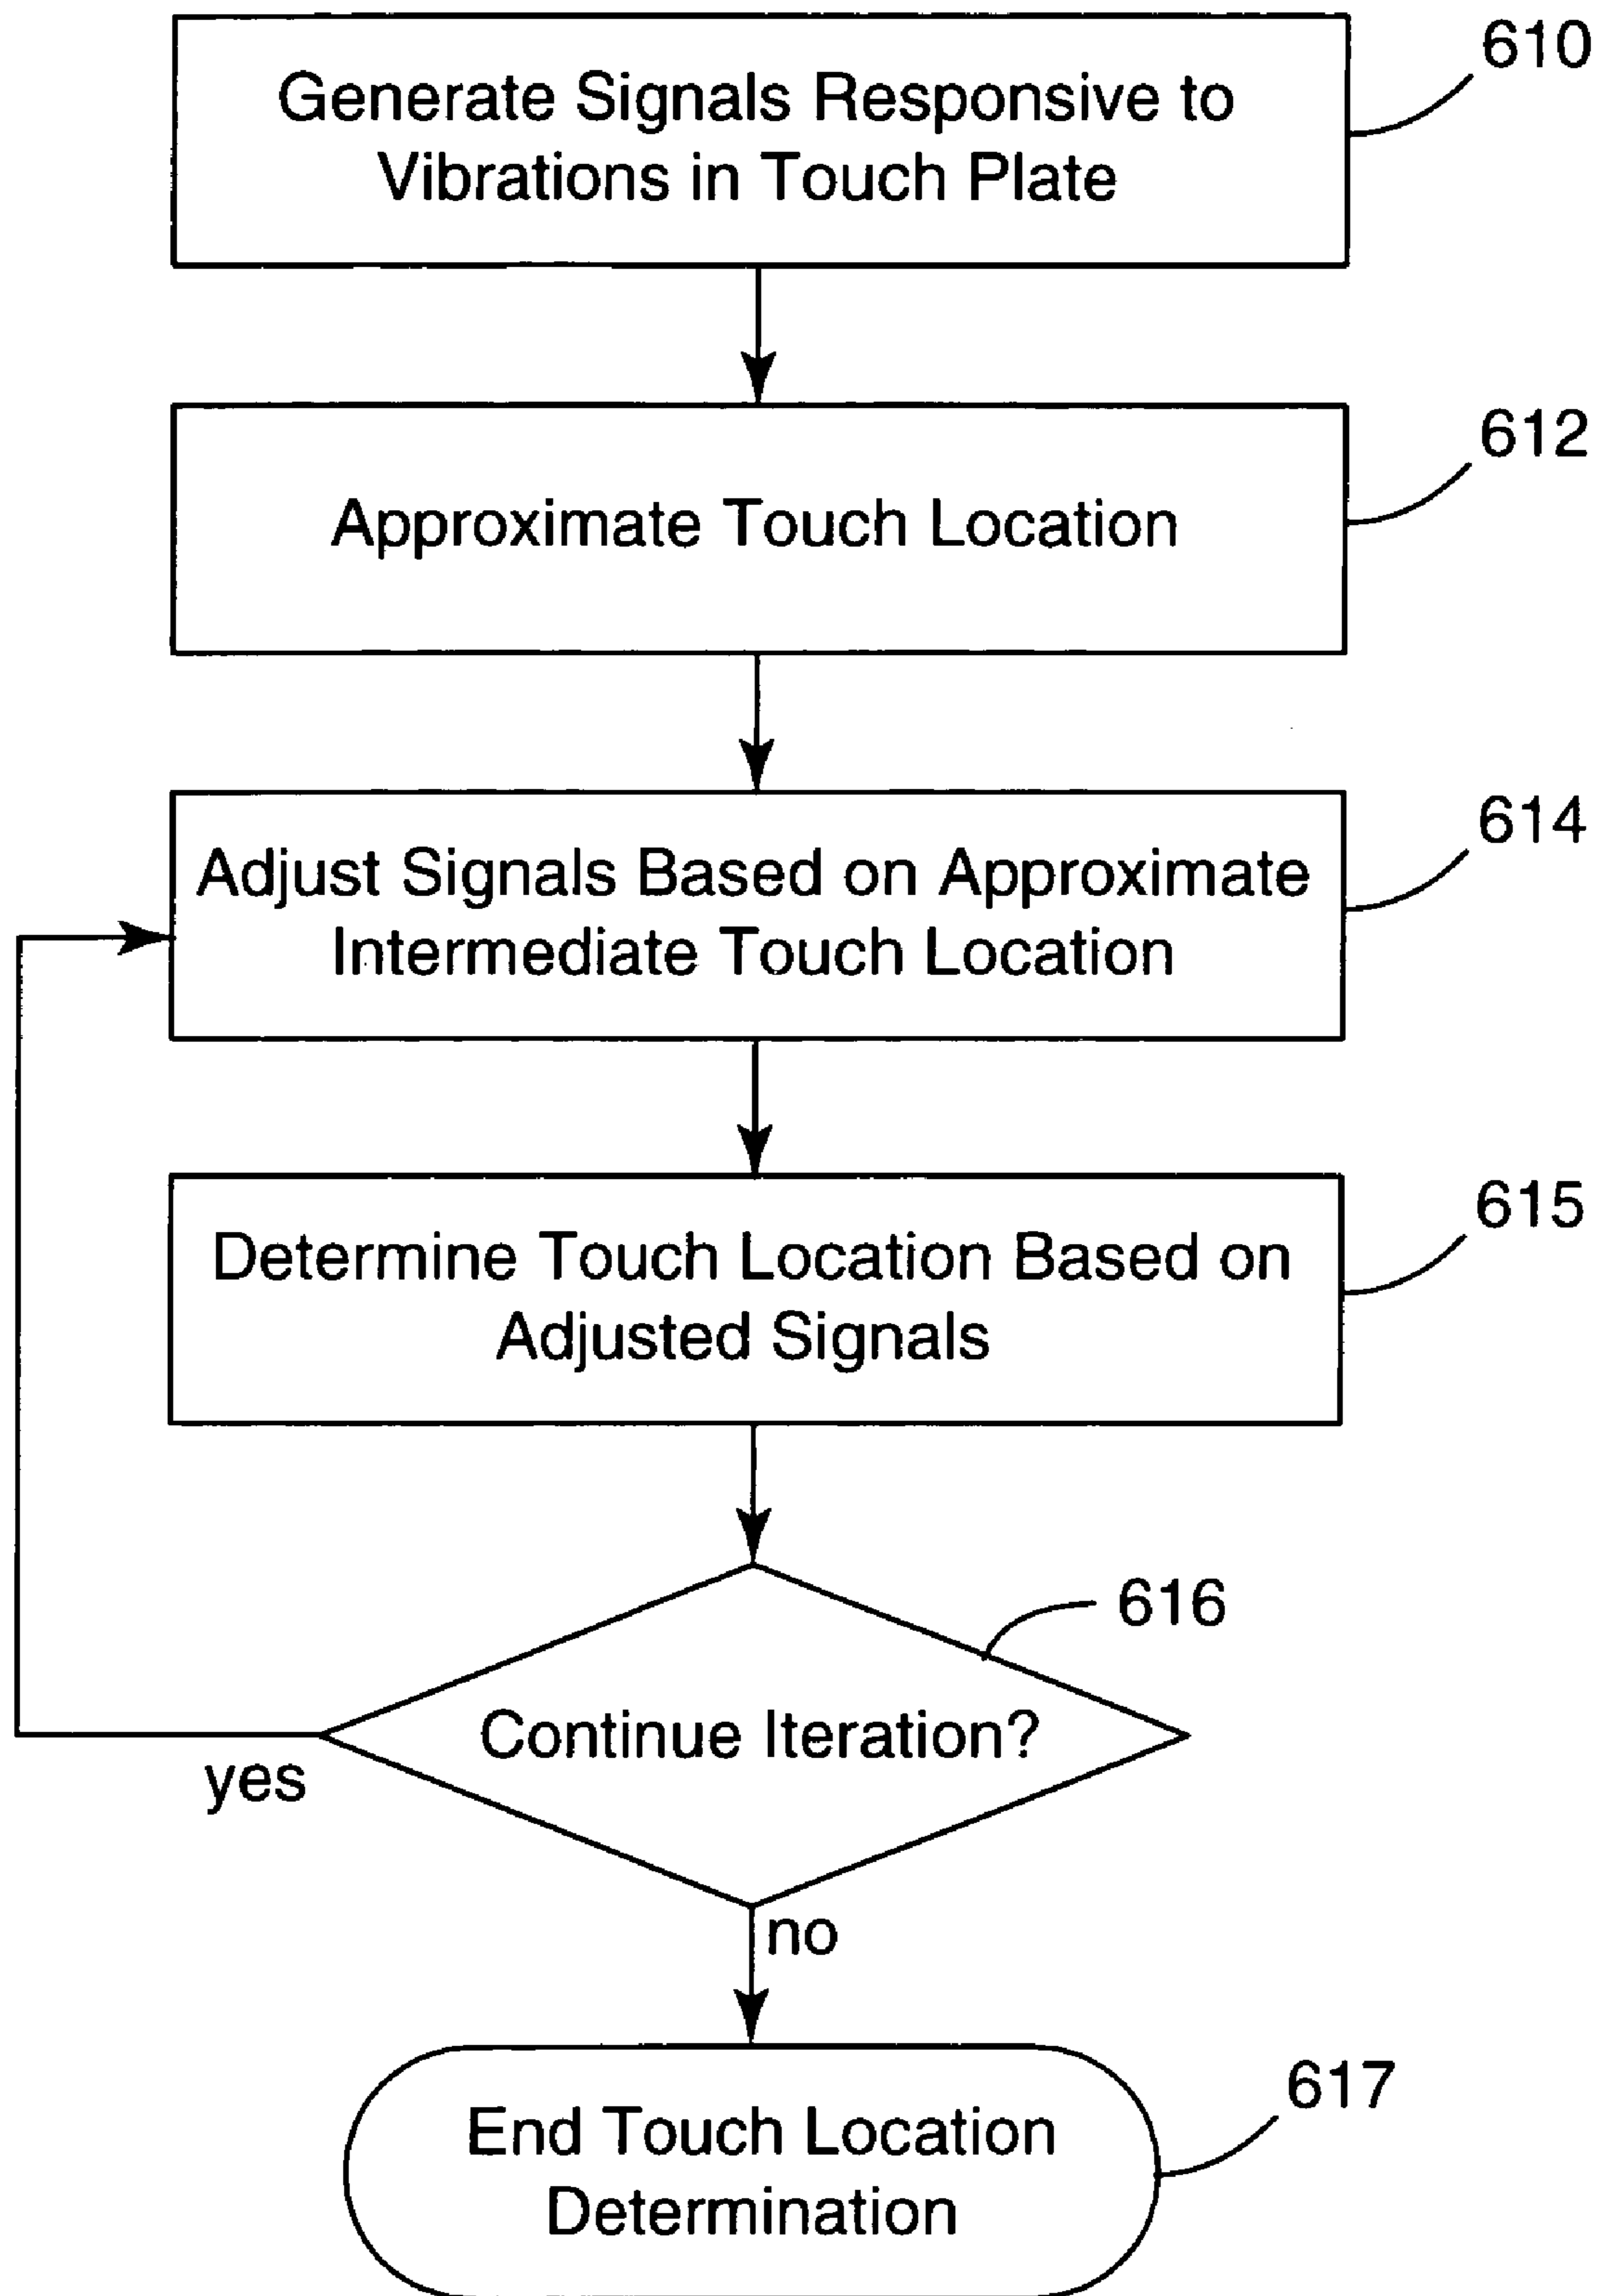 610
Generate Signals Responsive to
Vibrations in Touch Plate
612
Approximate Touch Location
614
Adjust Signals Based on Approximate
Intermediate Touch Location
615
Determine Touch Location Based on
Adjusted Signals
616
Continue Iteration?
yes
no
617
End Touch Location
Determination